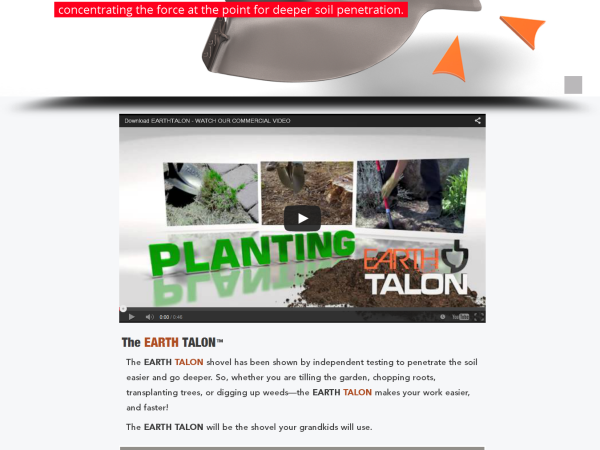 concentrating the force at the point for deeper soil penetration.
Download EARTHTALON - WATCH OUR COMMERCIAL VIDEO
PLANTING
EARTH
TALON
0:00 / 0:46
YouTube
The EARTH TALON™
The EARTH TALON shovel has been shown by independent testing to penetrate the soil
easier and go deeper. So, whether you are tilling the garden, chopping roots,
transplanting trees, or digging up weeds—the EARTH TALON makes your work easier,
and faster!
The EARTH TALON will be the shovel your grandkids will use.